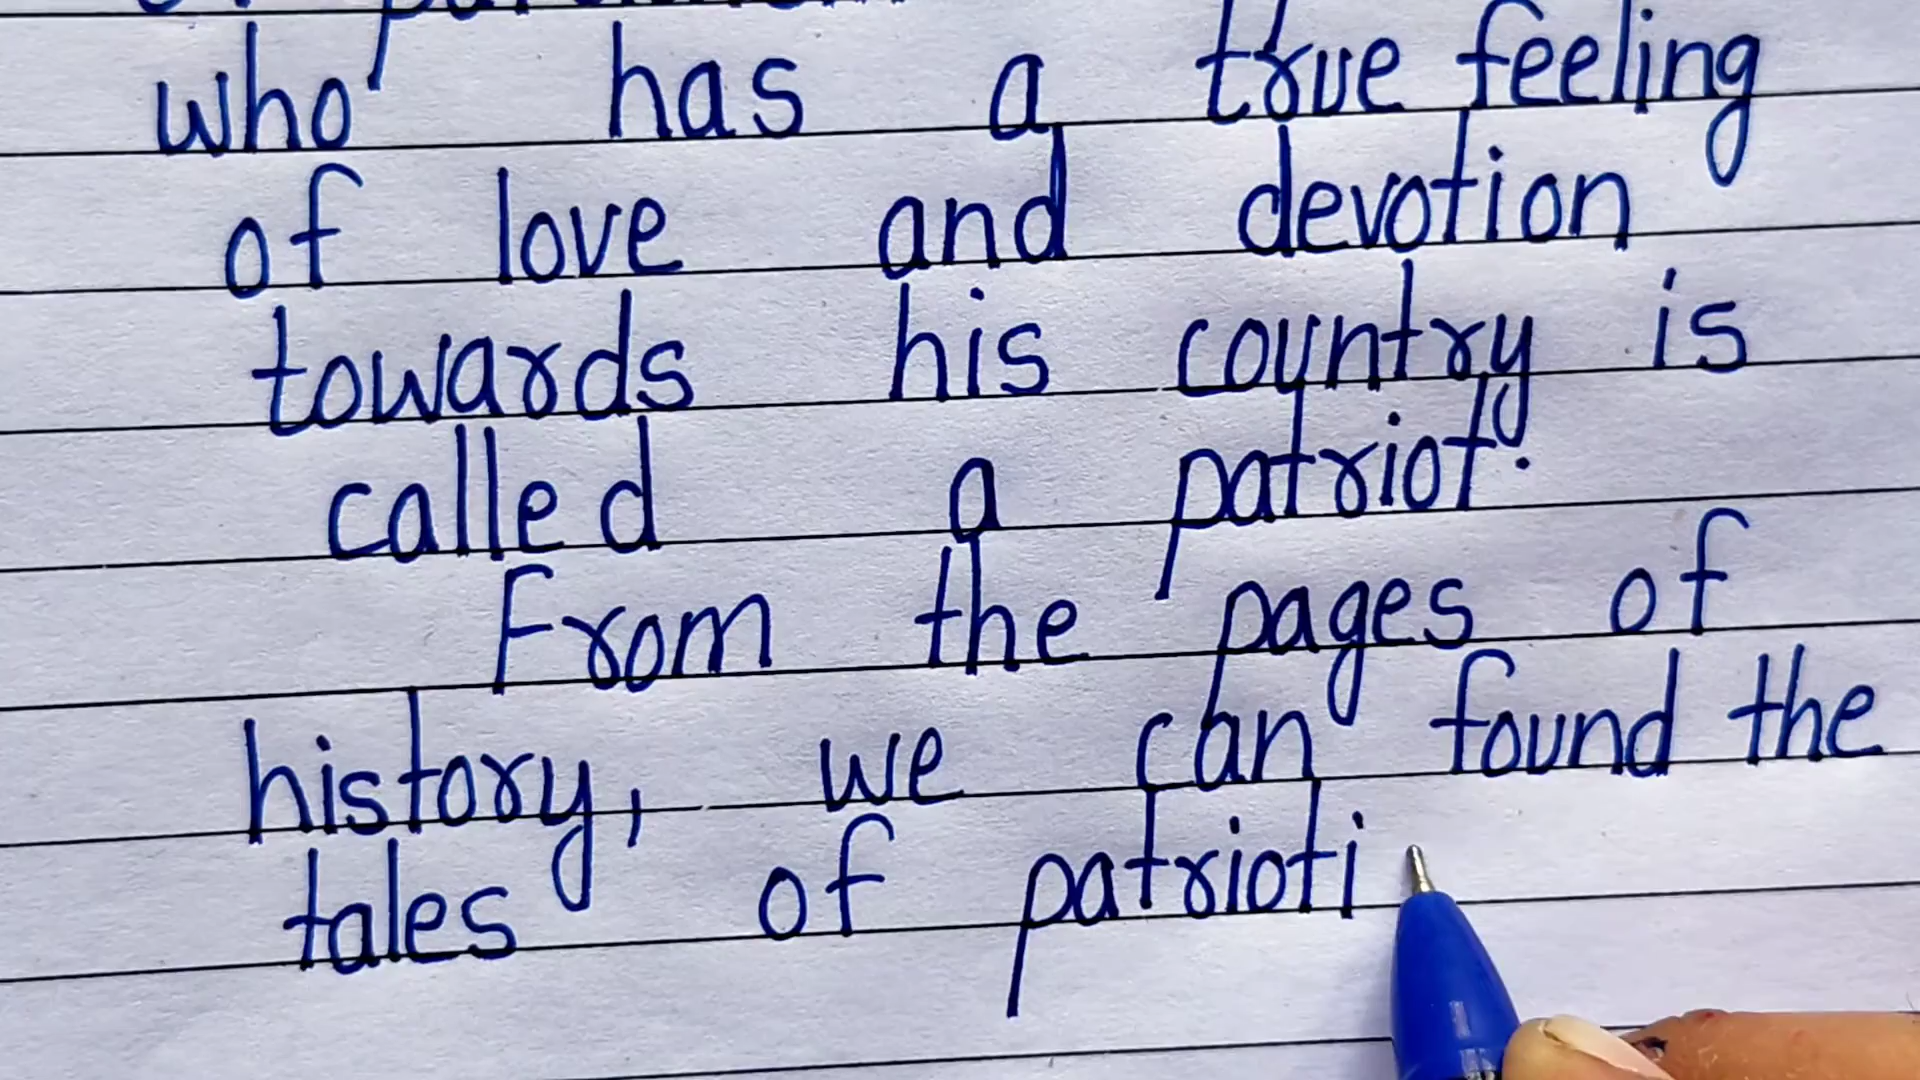 who has a true feeling
of love and devotion
towards his country is
called a patriot.
From the pages of
history, we can found the
tales of patrioti